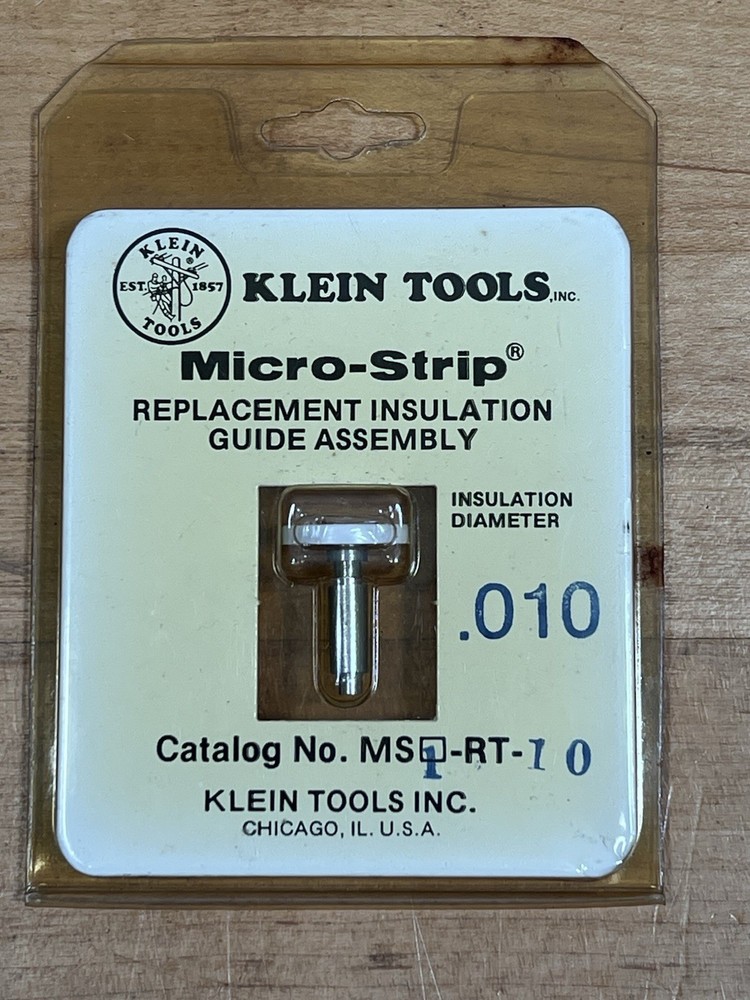 KLEIN
®
EST. 1857
TOOLS
KLEIN TOOLS, INC.
Micro-Strip®
REPLACEMENT INSULATION
GUIDE ASSEMBLY
INSULATION
DIAMETER
.010
Catalog No. MS1-RT-10
KLEIN TOOLS INC.
CHICAGO, IL. U.S.A.